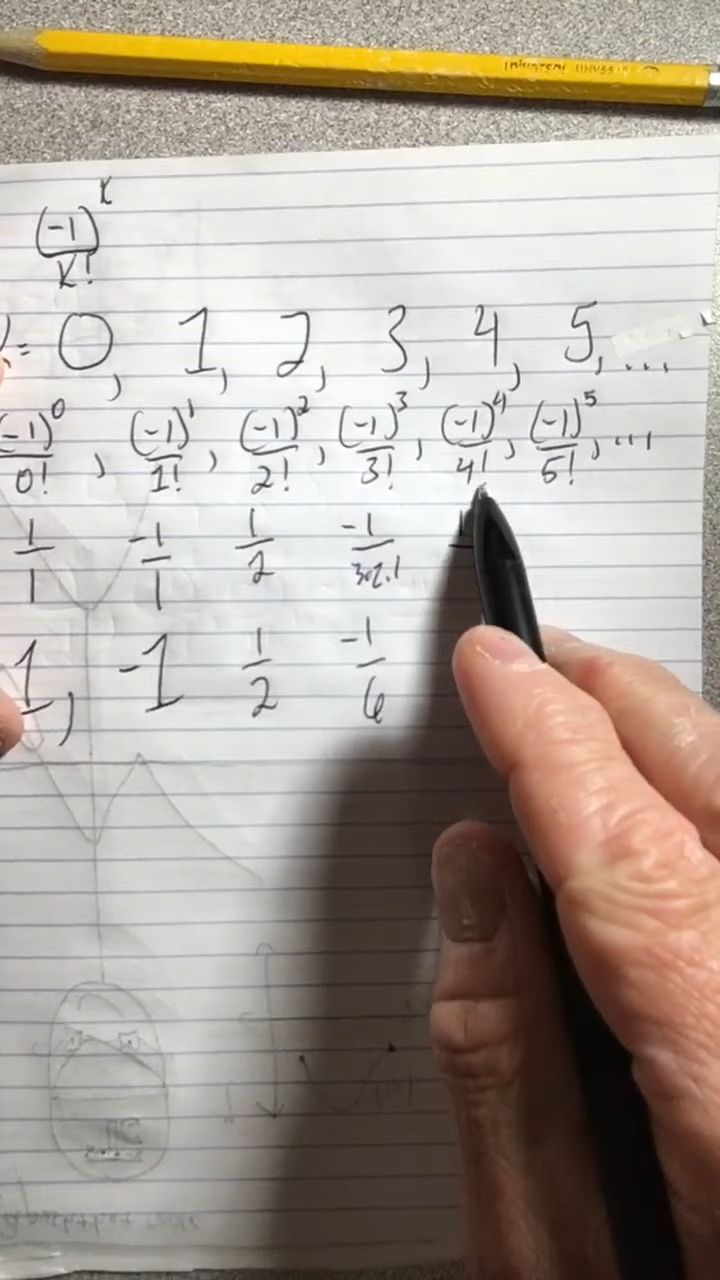 (-1)^K / K!
= 0, 1, 2, 3, 4, 5, ...
(-1)^0 / 0!, (-1)^1 / 1!, (-1)^2 / 2!, (-1)^3 / 3!, (-1)^4 / 4!, (-1)^5 / 5!, ...
1/1 -1/1 1/2 -1/3·2·1 1
1, -1 1/2 -1/6